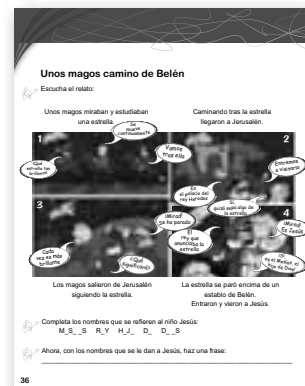 Unos magos camino de Belén
Escucha el relato:
Unos magos miraban y estudiaban
una estrella.
Caminando tras la estrella
llegaron a Jerusalén.
1
¡Qué
estrella tan
brillante!
Se
mueve
continuamente
Vamos
tras ella
2
Es
el palacio del
rey Herodes
Entremos
a visitarlo
Sí,
quizá sepa algo de
la estrella
3
Cada
vez es más
brillante
¿Qué
significará?
¡Mirad!
se ha parado
El
rey que
anunciaba la
estrella
4
¡Mirad!
Es Jesús
¡Sí,
es el Mesías, el
hijo de Dios!
Los magos salieron de Jerusalén
siguiendo la estrella.
La estrella se paró encima de un
establo de Belén.
Entraron y vieron a Jesús.
Completa los nombres que se refieren al niño Jesús:
M_S__S R_Y H_J_ D_ D__S
Ahora, con los nombres que se le dan a Jesús, haz una frase:
36